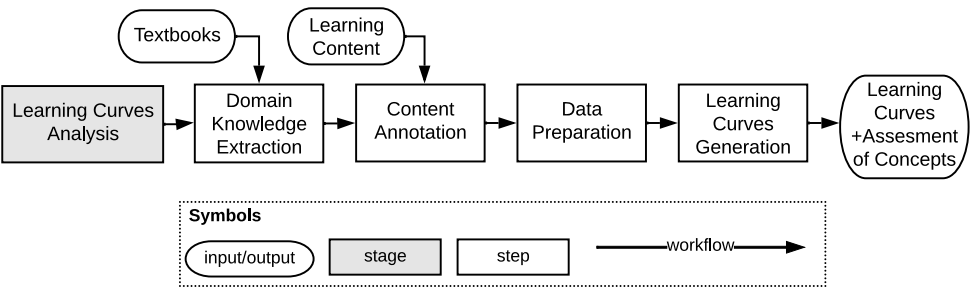 Textbooks
Learning
Content
Learning Curves
Analysis
Domain
Knowledge
Extraction
Content
Annotation
Data
Preparation
Learning
Curves
Generation
Learning
Curves
+Assesment
of Concepts
Symbols
input/output
stage
step
workflow